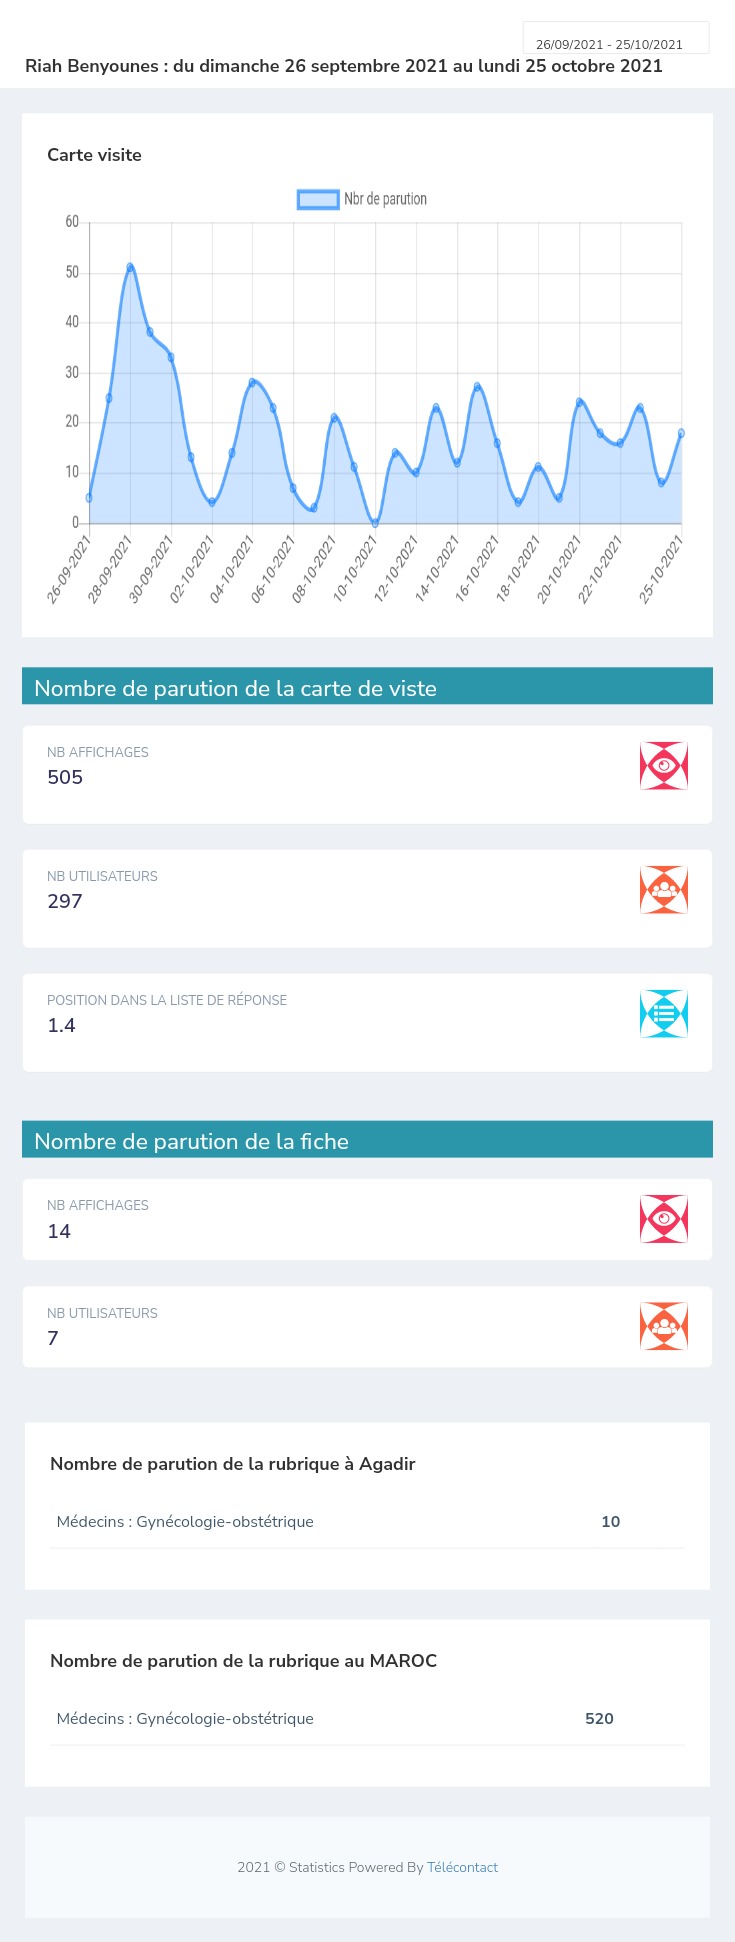 26/09/2021 - 25/10/2021
Riah Benyounes : du dimanche 26 septembre 2021 au lundi 25 octobre 2021
Carte visite
Nbr de parution
60
50
40
30
20
10
0
26-09-2021
28-09-2021
30-09-2021
02-10-2021
04-10-2021
06-10-2021
08-10-2021
10-10-2021
12-10-2021
14-10-2021
16-10-2021
18-10-2021
20-10-2021
22-10-2021
25-10-2021
Nombre de parution de la carte de viste
NB AFFICHAGES
505
NB UTILISATEURS
297
POSITION DANS LA LISTE DE RÉPONSE
1.4
Nombre de parution de la fiche
NB AFFICHAGES
14
NB UTILISATEURS
7
Nombre de parution de la rubrique à Agadir
Médecins : Gynécologie-obstétrique 10
Nombre de parution de la rubrique au MAROC
Médecins : Gynécologie-obstétrique 520
2021 © Statistics Powered By Télécontact